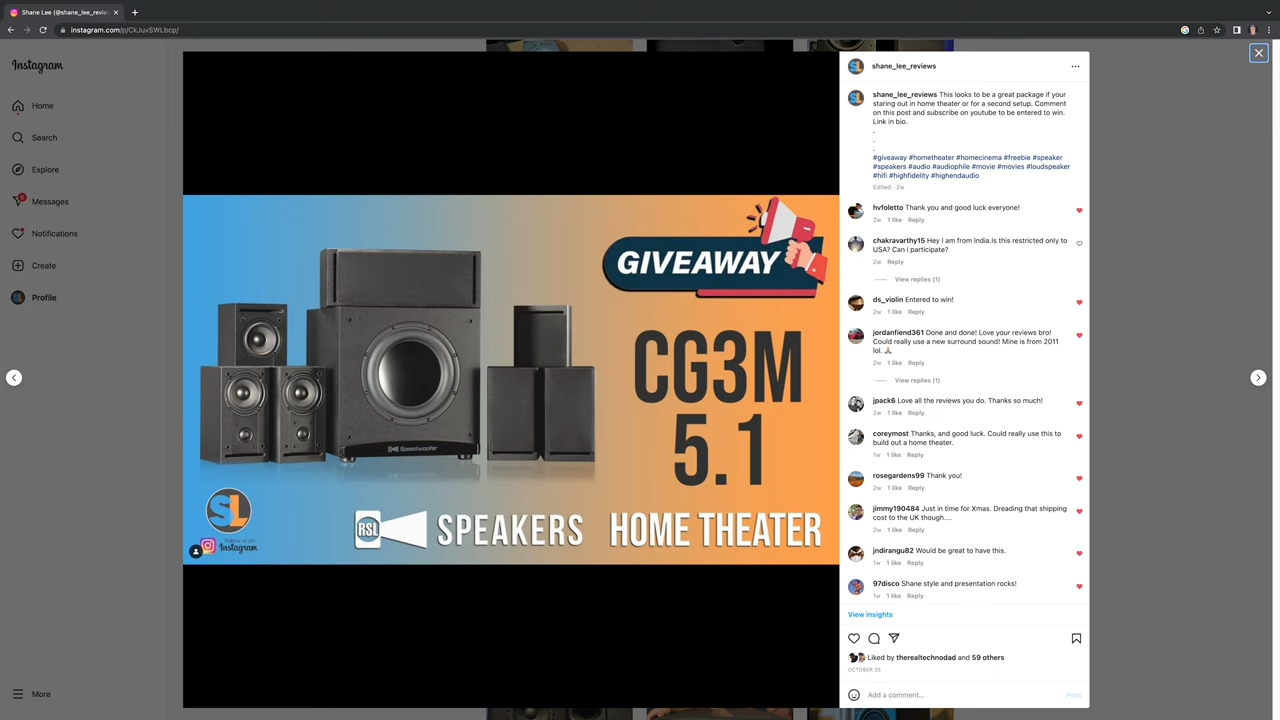 Shane Lee (@shane_lee_review
instagram.com/p/CkJuvSWLbcp/
Instagram
Home
Search
Explore
6
Messages
Notifications
Create
Profile
More
GIVEAWAY
CG3M
5.1
HOME THEATER
Speedwoofer
SL
Follow us on
Instagram
RSL
SPEAKERS
shane_lee_reviews
shane_lee_reviews This looks to be a great package if your
staring out in home theater or for a second setup. Comment
on this post and subscribe on youtube to be entered to win.
Link in bio.
.
.
.
#giveaway #hometheater #homecinema #freebie #speaker
#speakers #audio #audiophile #movie #movies #loudspeaker
#hifi #highfidelity #highendaudio
Edited · 2w
hvfoletto Thank you and good luck everyone!
2w 1 like Reply
chakravarthy15 Hey I am from India.Is this restricted only to
USA? Can i participate?
2w Reply
View replies (1)
ds_violin Entered to win!
2w 1 like Reply
jordanfiend361 Done and done! Love your reviews bro!
Could really use a new surround sound! Mine is from 2011
lol. 🙏🏽
2w 1 like Reply
View replies (1)
jpack6 Love all the reviews you do. Thanks so much!
2w 1 like Reply
coreymost Thanks, and good luck. Could really use this to
build out a home theater.
1w 1 like Reply
rosegardens99 Thank you!
2w 1 like Reply
jimmy190484 Just in time for Xmas. Dreading that shipping
cost to the UK though....
2w 1 like Reply
jndirangu82 Would be great to have this.
1w 1 like Reply
97disco Shane style and presentation rocks!
1w 1 like Reply
View insights
Liked by therealtechnodad and 59 others
OCTOBER 25
Add a comment...
Post